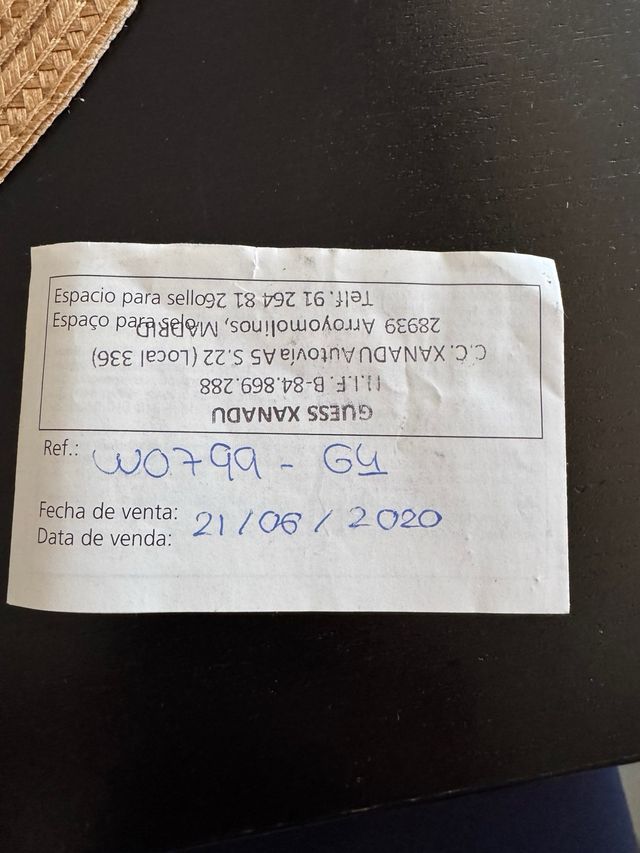 Espacio para sello
Espaço para selo
GUESS XANADU
N.I.F. B-84.869.288
C.C. XANADU Autovía A5 S.22 (Local 336)
28939 Arroyomolinos, MADRID
Telf. 91 264 81 26
Ref.: W0799 - G4
Fecha de venta:
Data de venda: 21/06/2020